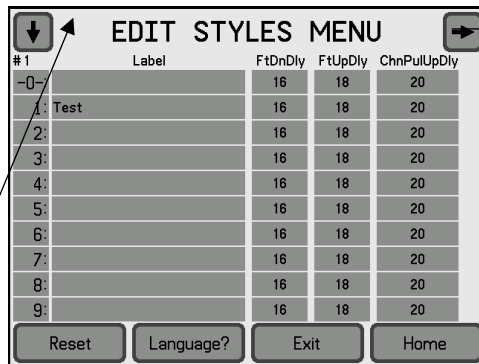 EDIT STYLES MENU
#1 Label FtDnDly FtUpDly ChnPulUpDly
-0-: 16 18 20
1: Test 16 18 20
2: 16 18 20
3: 16 18 20
4: 16 18 20
5: 16 18 20
6: 16 18 20
7: 16 18 20
8: 16 18 20
9: 16 18 20
Reset Language? Exit Home